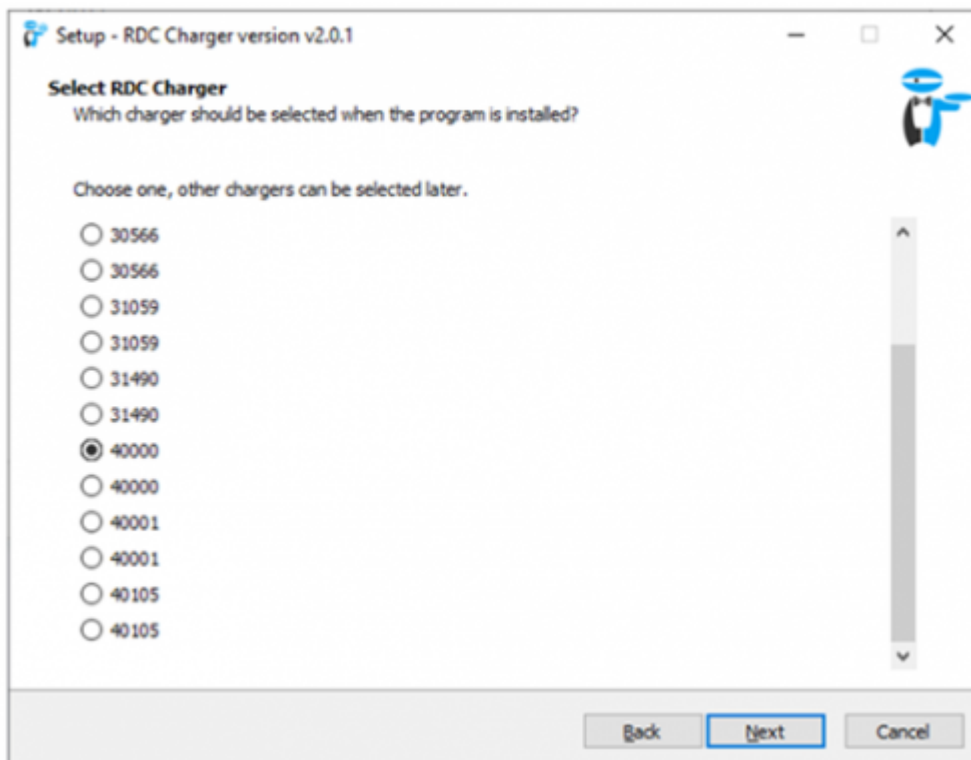 Setup - RDC Charger version v2.0.1
Select RDC Charger
Which charger should be selected when the program is installed?
Choose one, other chargers can be selected later.
30566
30566
31059
31059
31490
31490
40000
40000
40001
40001
40105
40105
Back Next Cancel